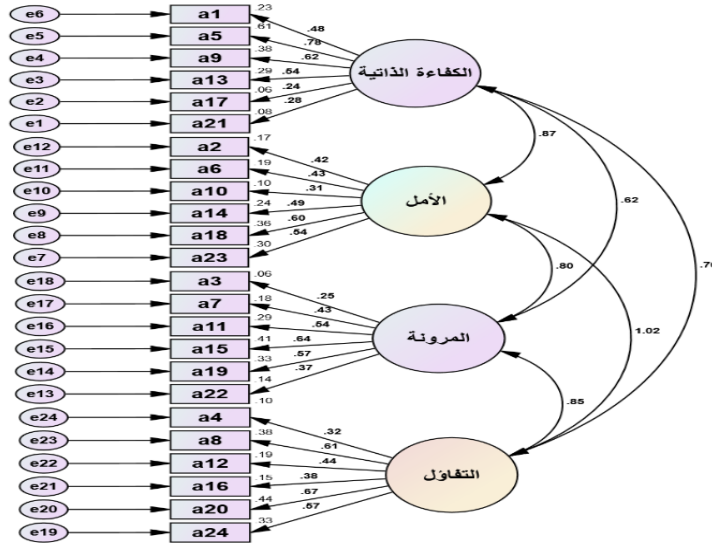 e6 a1 .23
.48
e5 a5 .61
.78
e4 a9 .38
.62
الكفاءة الذاتية
e3 a13 .29
.54
e2 a17 .06
.24
e1 a21 .08
.28
.87
e12 a2 .17
.42
e11 a6 .19
.43
e10 a10 .10
.31
الأمل
e9 a14 .24
.49
.62
e8 a18 .36
.60
e7 a23 .30
.54
.80
.70
e18 a3 .06
.25
e17 a7 .18
.43
e16 a11 .29
.54
المرونة
1.02
e15 a15 .41
.64
e14 a19 .33
.57
e13 a22 .14
.37
.85
e24 a4 .10
.32
e23 a8 .38
.61
e22 a12 .19
.44
التفاؤل
e21 a16 .15
.38
e20 a20 .44
.67
e19 a24 .33
.57